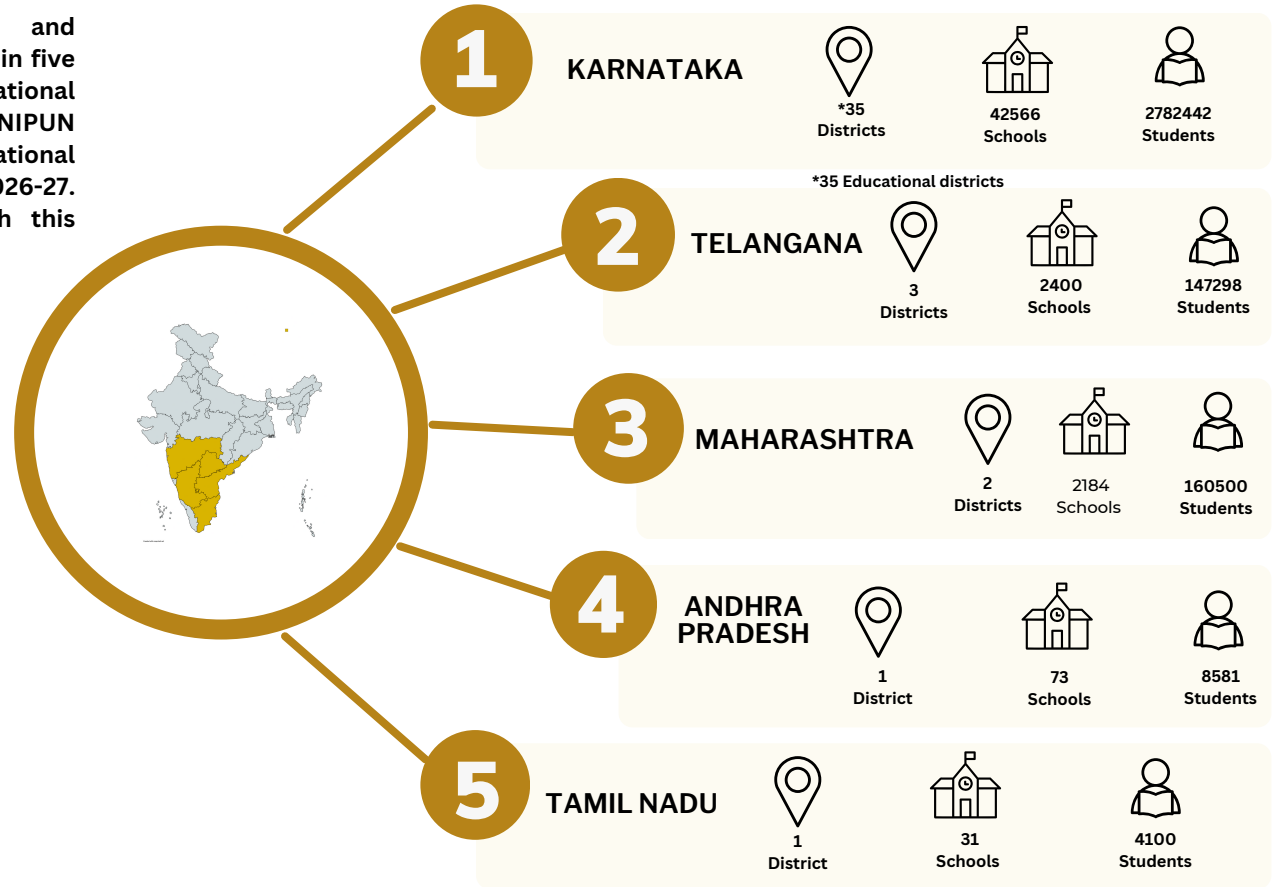 and
in five
ational
NIPUN
ational
026-27.
h this
1
KARNATAKA
*35
Districts
42566
Schools
2782442
Students
*35 Educational districts
2
TELANGANA
3
Districts
2400
Schools
147298
Students
3
MAHARASHTRA
2
Districts
2184
Schools
160500
Students
4
ANDHRA
PRADESH
1
District
73
Schools
8581
Students
5
TAMIL NADU
1
District
31
Schools
4100
Students